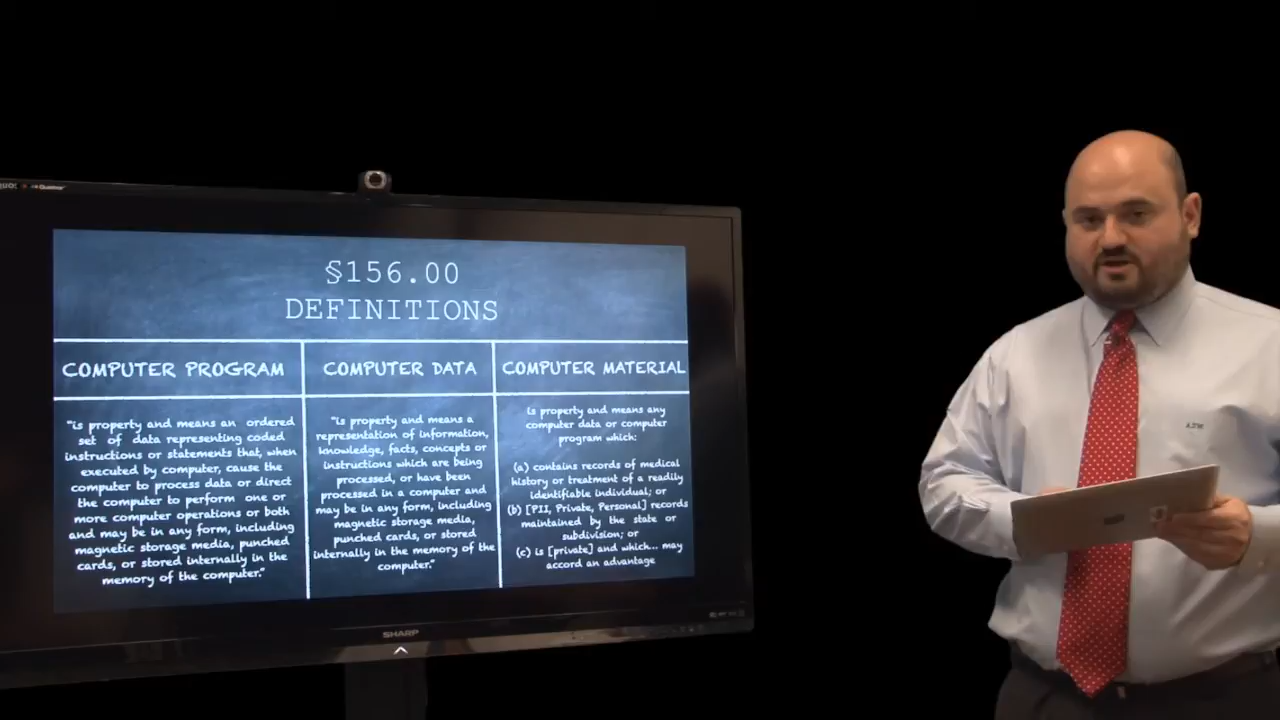 §156.00
DEFINITIONS
COMPUTER PROGRAM
"is property and means an ordered
set of data representing coded
instructions or statements that, when
executed by computer, cause the
computer to process data or direct
the computer to perform one or
more computer operations or both
and may be in any form, including
magnetic storage media, punched
cards, or stored internally in the
memory of the computer."
COMPUTER DATA
"is property and means a
representation of information,
knowledge, facts, concepts or
instructions which are being
processed, or have been
processed in a computer and
may be in any form, including
magnetic storage media,
punched cards, or stored
internally in the memory of the
computer."
COMPUTER MATERIAL
is property and means any
computer data or computer
program which:
(a) contains records of medical
history or treatment of a readily
identifiable individual; or
(b) [PII, Private, Personal] records
maintained by the state or
subdivision; or
(c) is [private] and which... may
accord an advantage
SHARP